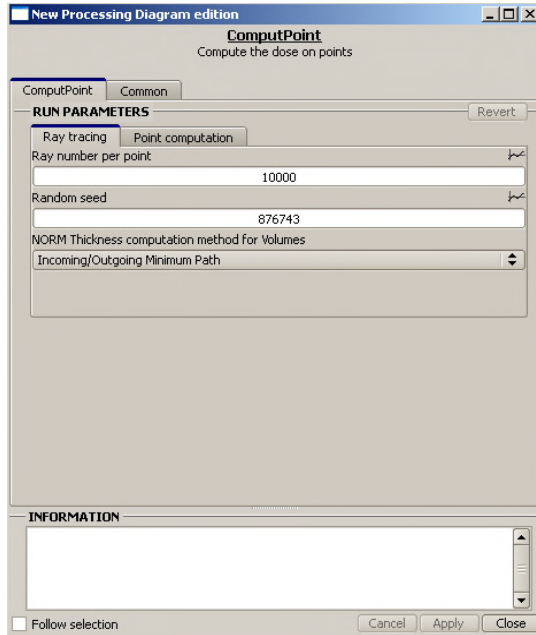 New Processing Diagram edition
ComputPoint
Compute the dose on points
ComputPoint Common
RUN PARAMETERS Revert
Ray tracing Point computation
Ray number per point
10000
Random seed
876743
NORM Thickness computation method for Volumes
Incoming/Outgoing Minimum Path
INFORMATION
Follow selection Cancel Apply Close